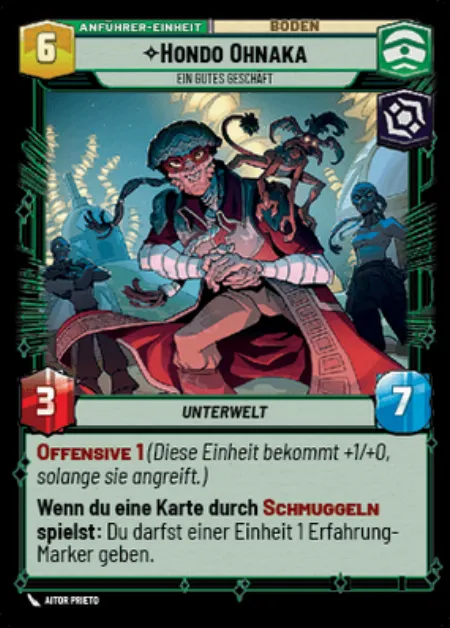 6
ANFÜHRER-EINHEIT
BODEN
HONDO OHNAKA
EIN GUTES GESCHÄFT
3
UNTERWELT
7
OFFENSIVE 1 (Diese Einheit bekommt +1/+0,
solange sie angreift.)
Wenn du eine Karte durch SCHMUGGELN
spielst: Du darfst einer Einheit 1 Erfahrung-
Marker geben.
AITOR PRIETO